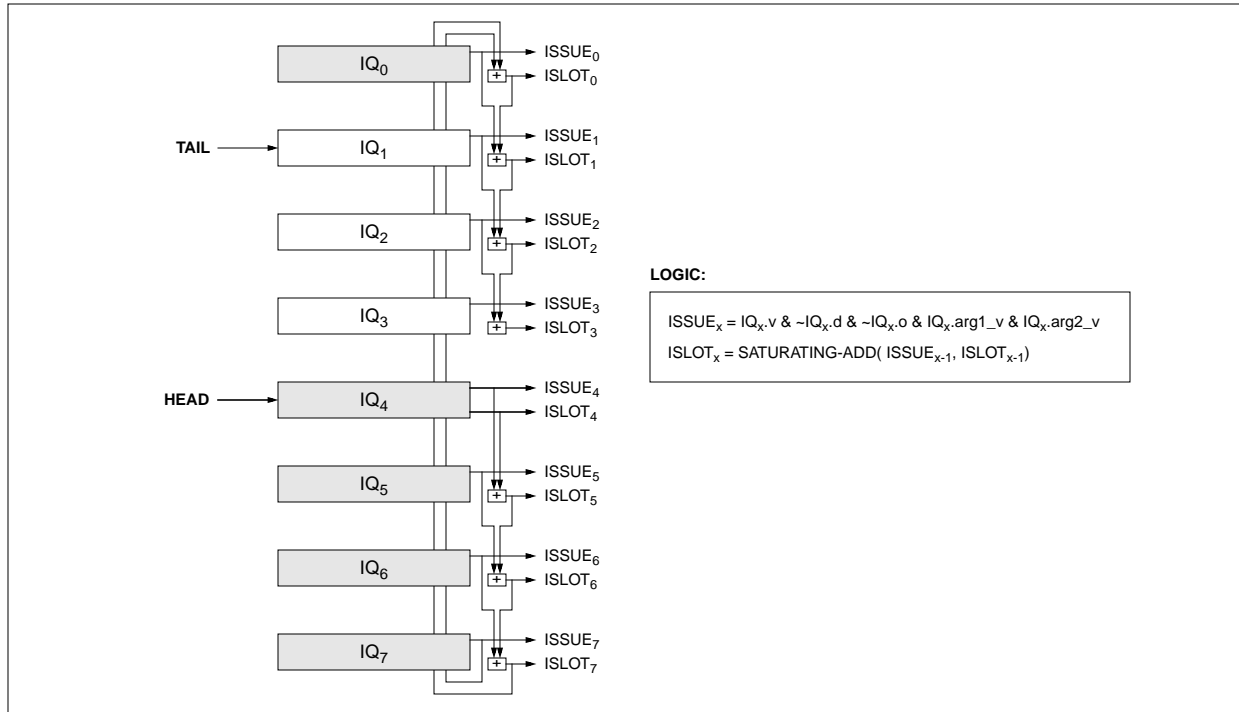 IQ₀
ISSUE₀
+
ISLOT₀
TAIL
IQ₁
ISSUE₁
+
ISLOT₁
IQ₂
ISSUE₂
+
ISLOT₂
IQ₃
ISSUE₃
+
ISLOT₃
HEAD
IQ₄
ISSUE₄
ISLOT₄
IQ₅
ISSUE₅
+
ISLOT₅
IQ₆
ISSUE₆
+
ISLOT₆
IQ₇
ISSUE₇
+
ISLOT₇
LOGIC:
ISSUEₓ = IQₓ.v & ~IQₓ.d & ~IQₓ.o & IQₓ.arg1_v & IQₓ.arg2_v
ISLOTₓ = SATURATING-ADD( ISSUEₓ₋₁, ISLOTₓ₋₁)